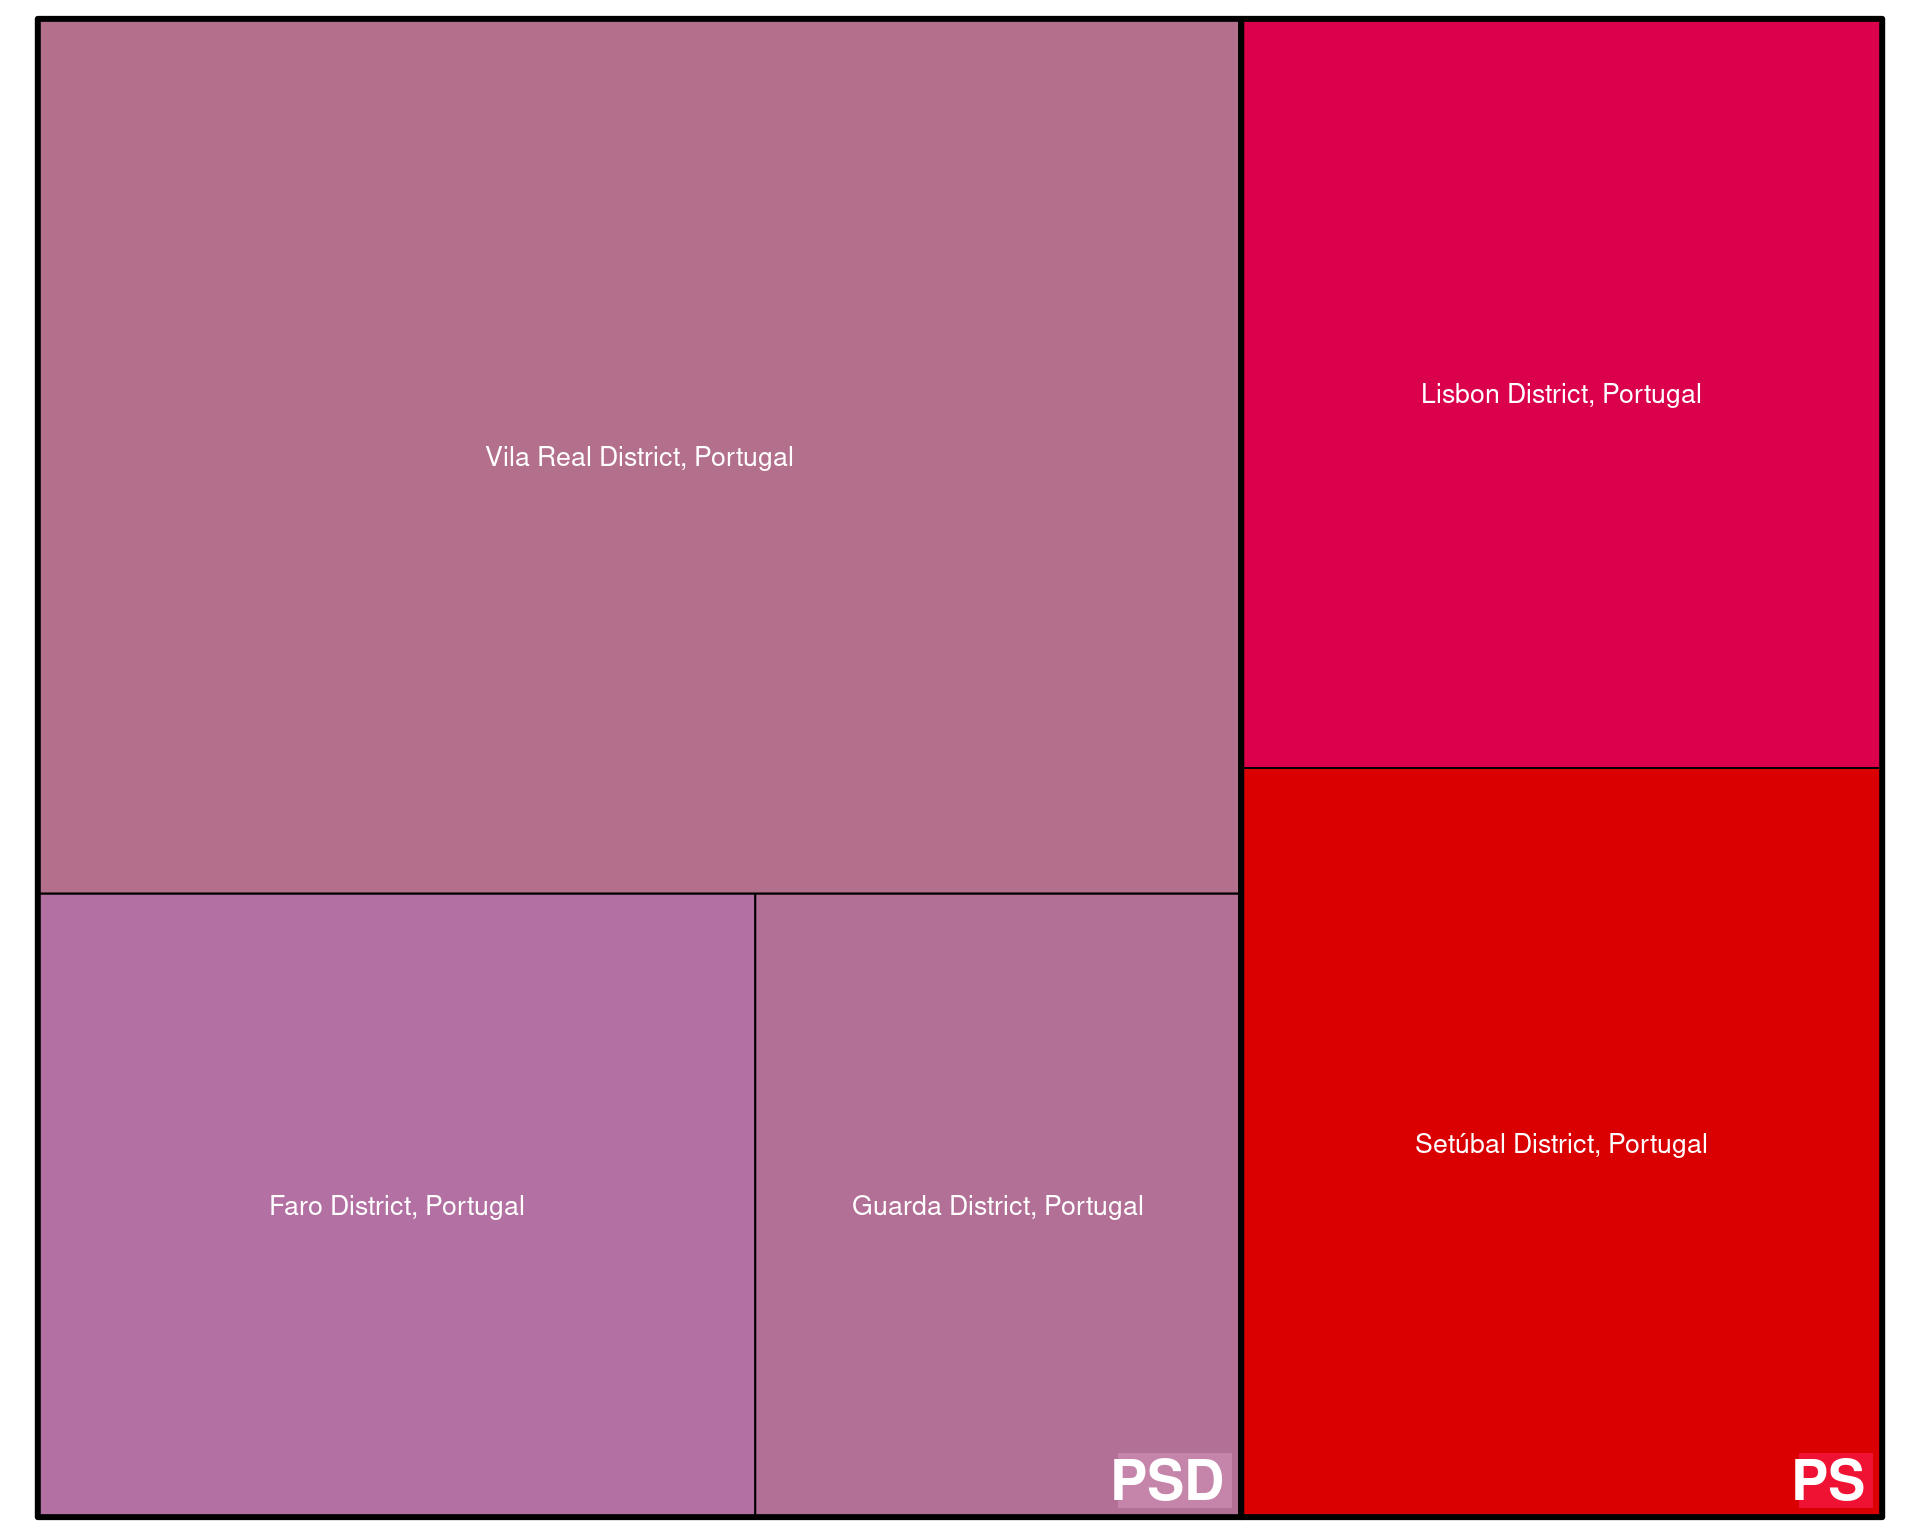 Vila Real District, Portugal
Lisbon District, Portugal
Faro District, Portugal
Guarda District, Portugal
Setúbal District, Portugal
PSD
PS